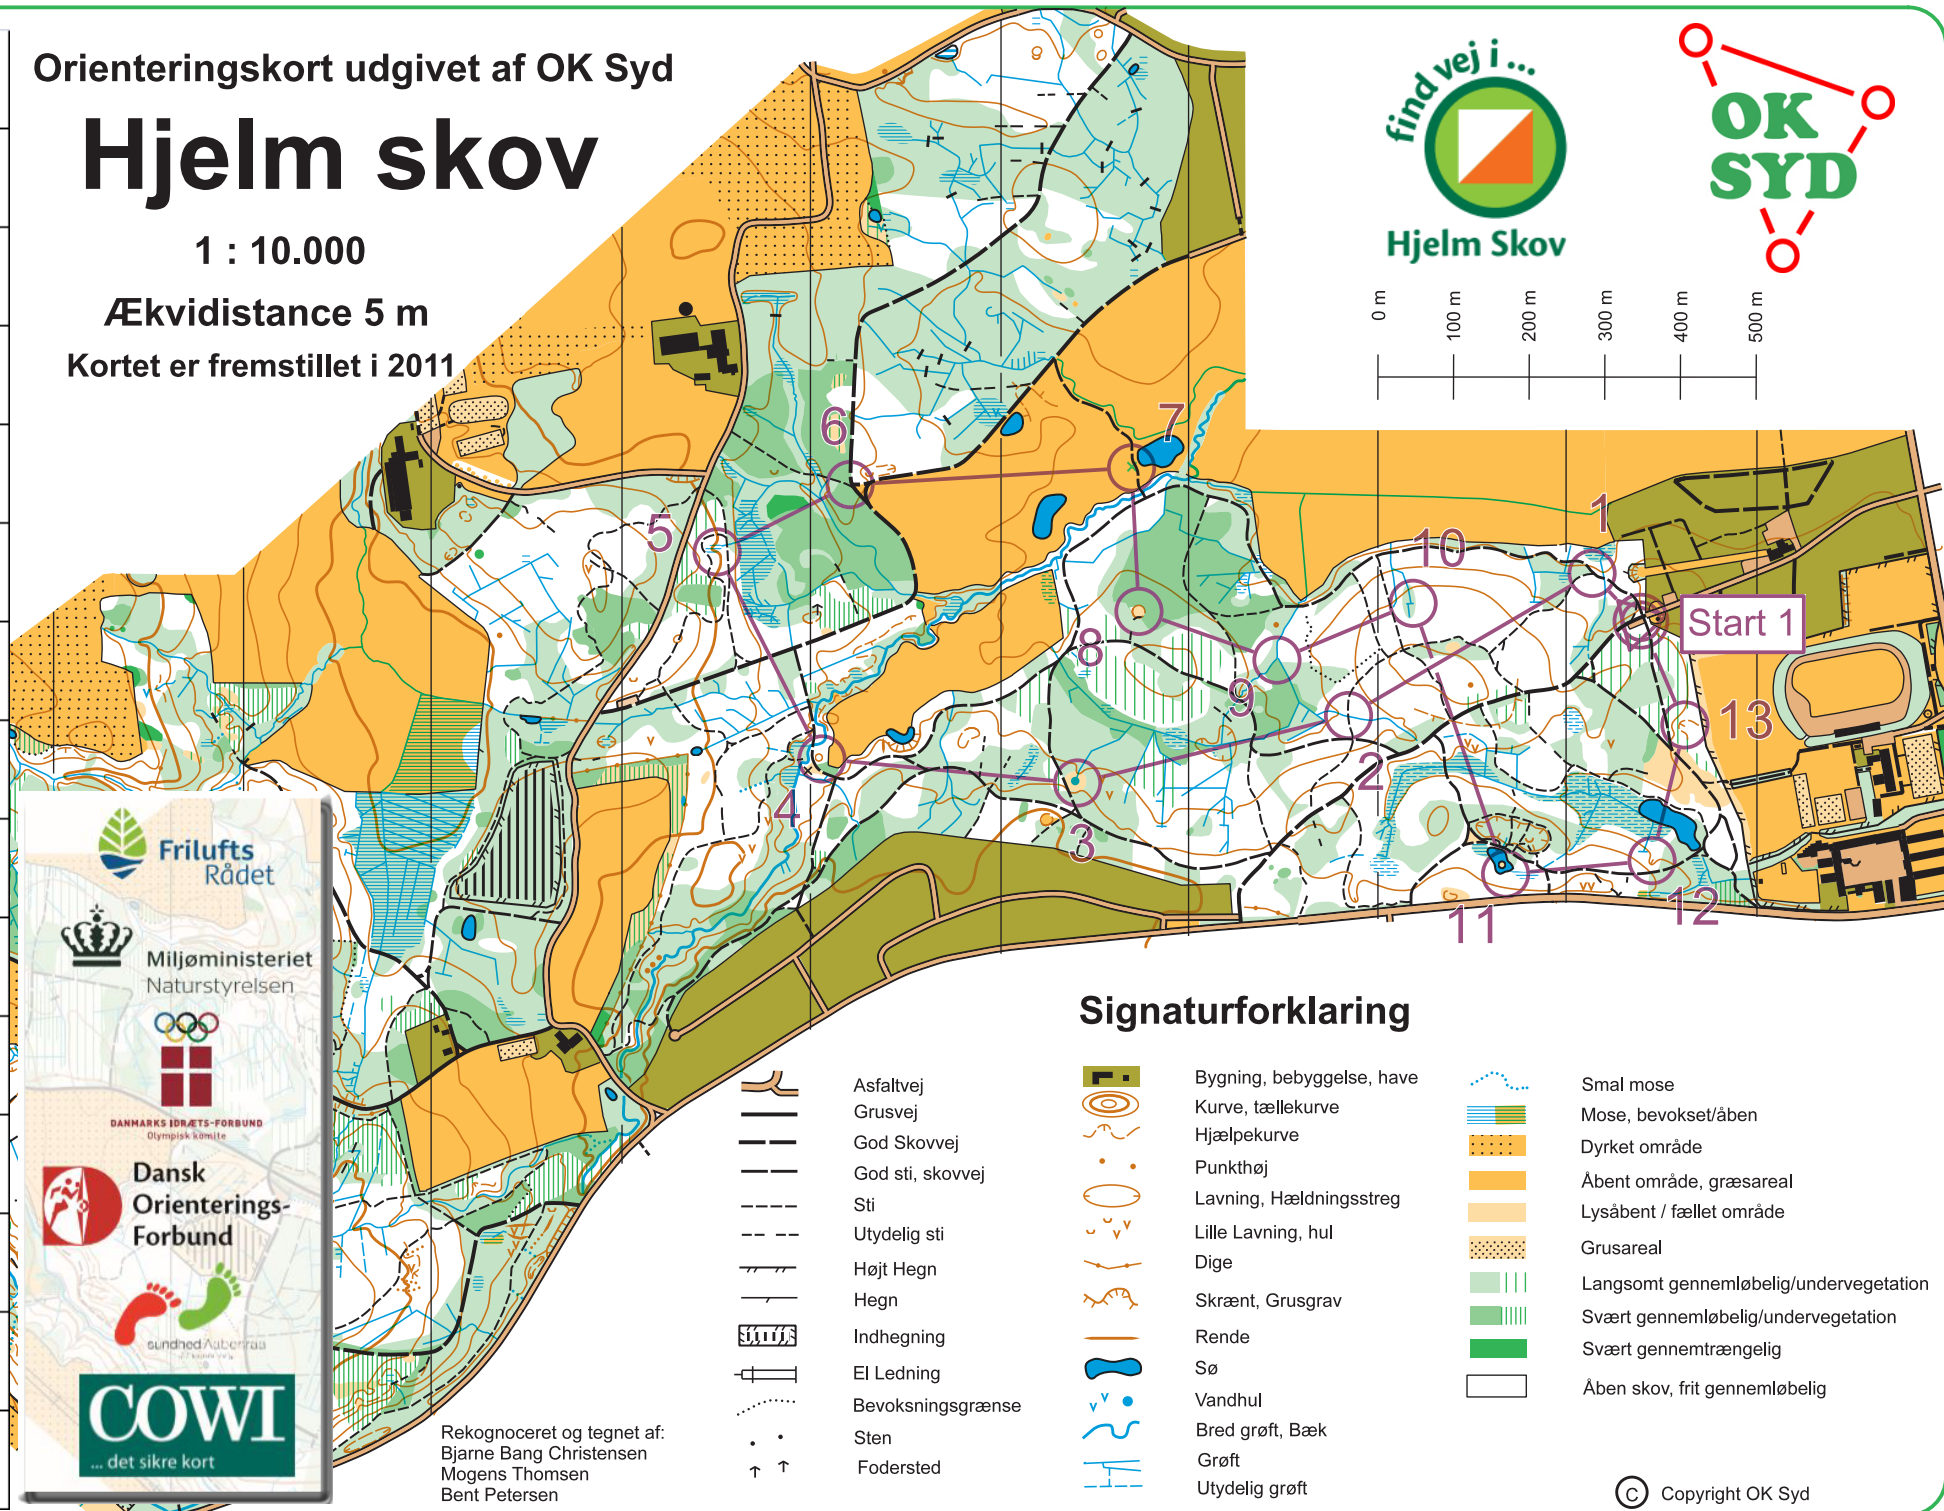 Orienteringskort udgivet af OK Syd
Hjelm skov
1 : 10.000
Ækvidistance 5 m
Kortet er fremstillet i 2011
find vej i ...
Hjelm Skov
OK
SYD
0 m
100 m
200 m
300 m
400 m
500 m
1
2
3
4
5
6
7
8
9
10
11
12
13
Start 1
Frilufts
Rådet
Miljøministeriet
Naturstyrelsen
DANMARKS IDRÆTS-FORBUND
Olympisk komite
Dansk
Orienterings-
Forbund
sundhed Aabenraa
COWI
... det sikre kort
Rekognoceret og tegnet af:
Bjarne Bang Christensen
Mogens Thomsen
Bent Petersen
Signaturforklaring
Asfaltvej
Grusvej
God Skovvej
God sti, skovvej
Sti
Utydelig sti
Højt Hegn
Hegn
Indhegning
El Ledning
Bevoksningsgrænse
Sten
Fodersted
Bygning, bebyggelse, have
Kurve, tællekurve
Hjælpekurve
Punkthøj
Lavning, Hældningsstreg
Lille Lavning, hul
Dige
Skrænt, Grusgrav
Rende
Sø
Vandhul
Bred grøft, Bæk
Grøft
Utydelig grøft
Smal mose
Mose, bevokset/åben
Dyrket område
Åbent område, græsareal
Lysåbent / fællet område
Grusareal
Langsomt gennemløbelig/undervegetation
Svært gennemløbelig/undervegetation
Svært gennemtrængelig
Åben skov, frit gennemløbelig
C Copyright OK Syd